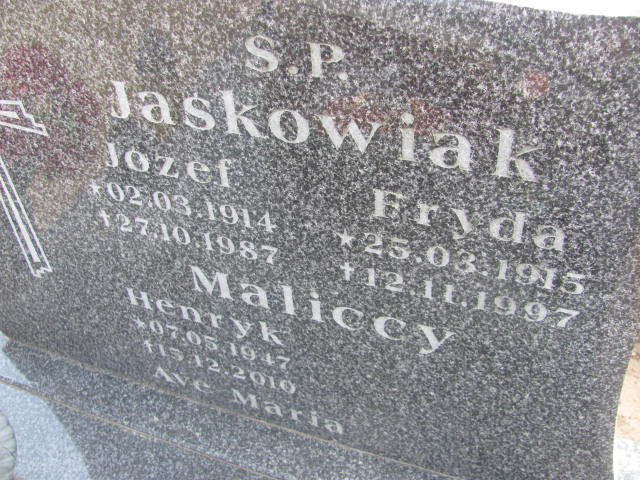 S.P.
Jaskowiak
Józef
*02.03.1914
†27.10.1987
Fryda
*25.03.1915
†12.11.1997
Maliccy
Henryk
*07.05.1947
†15.12.2010
Ave Maria